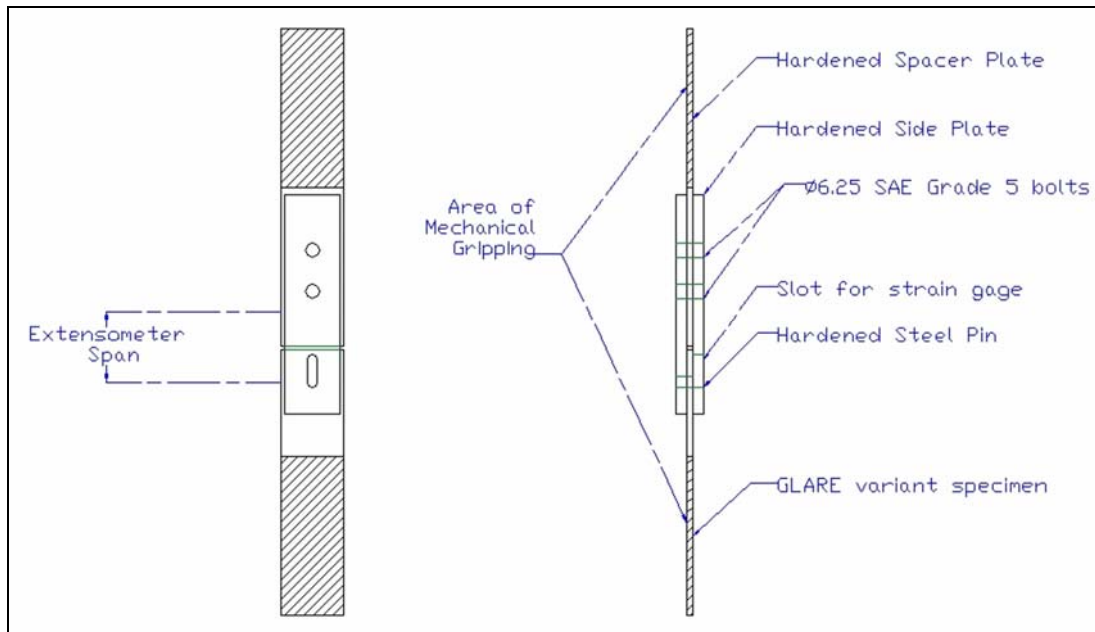 Hardened Spacer Plate
Hardened Side Plate
Ø6.25 SAE Grade 5 bolts
Area of
Mechanical
Gripping
Slot for strain gage
Extensometer
Span
Hardened Steel Pin
GLARE variant specimen